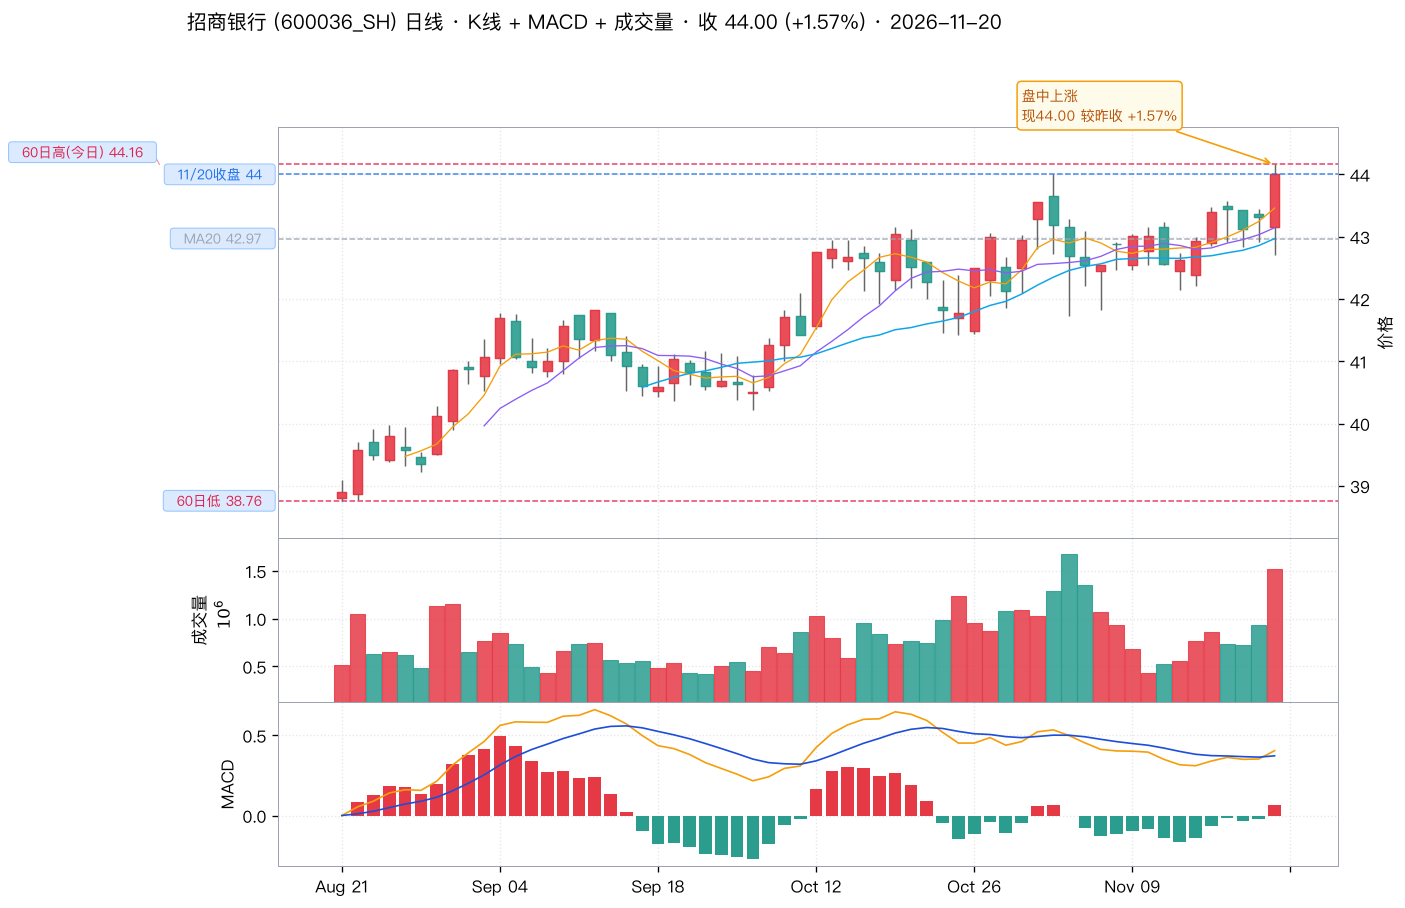 招商银行 (600036_SH) 日线 · K线 + MACD + 成交量 · 收 44.00 (+1.57%) · 2026−11−20
盘中上涨
现44.00 较昨收 +1.57%
60日高(今日) 44.16
11/20收盘 44
MA20 42.97
60日低 38.76
44
43
42
41
40
39
价格
成交量
10^6
1.5
1.0
0.5
MACD
0.5
0.0
Aug 21
Sep 04
Sep 18
Oct 12
Oct 26
Nov 09